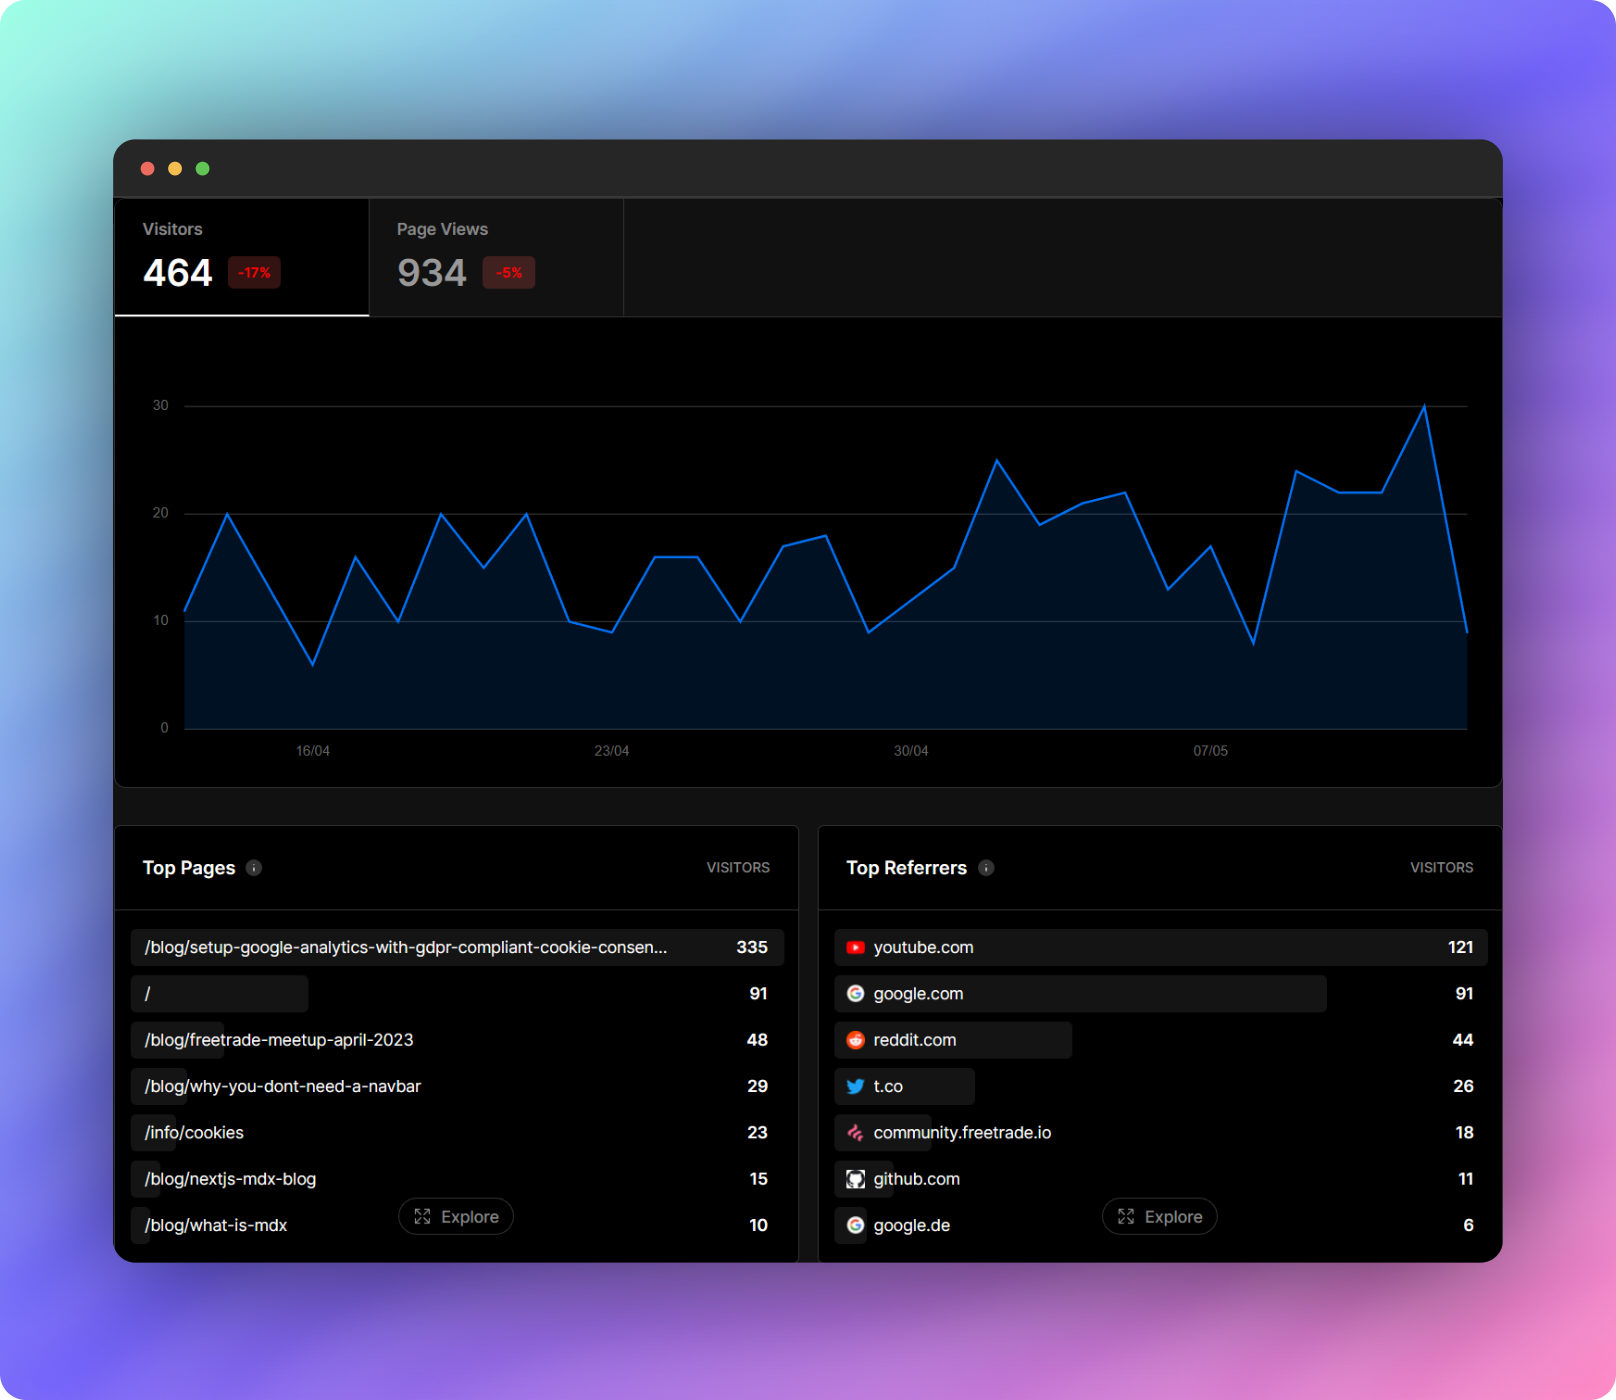 Visitors
464 -17%
Page Views
934 -5%
30
20
10
0
16/04 23/04 30/04 07/05
Top Pages VISITORS
/blog/setup-google-analytics-with-gdpr-compliant-cookie-consen... 335
/ 91
/blog/freetrade-meetup-april-2023 48
/blog/why-you-dont-need-a-navbar 29
/info/cookies 23
/blog/nextjs-mdx-blog 15
/blog/what-is-mdx 10
Explore
Top Referrers VISITORS
youtube.com 121
google.com 91
reddit.com 44
t.co 26
community.freetrade.io 18
github.com 11
google.de 6
Explore